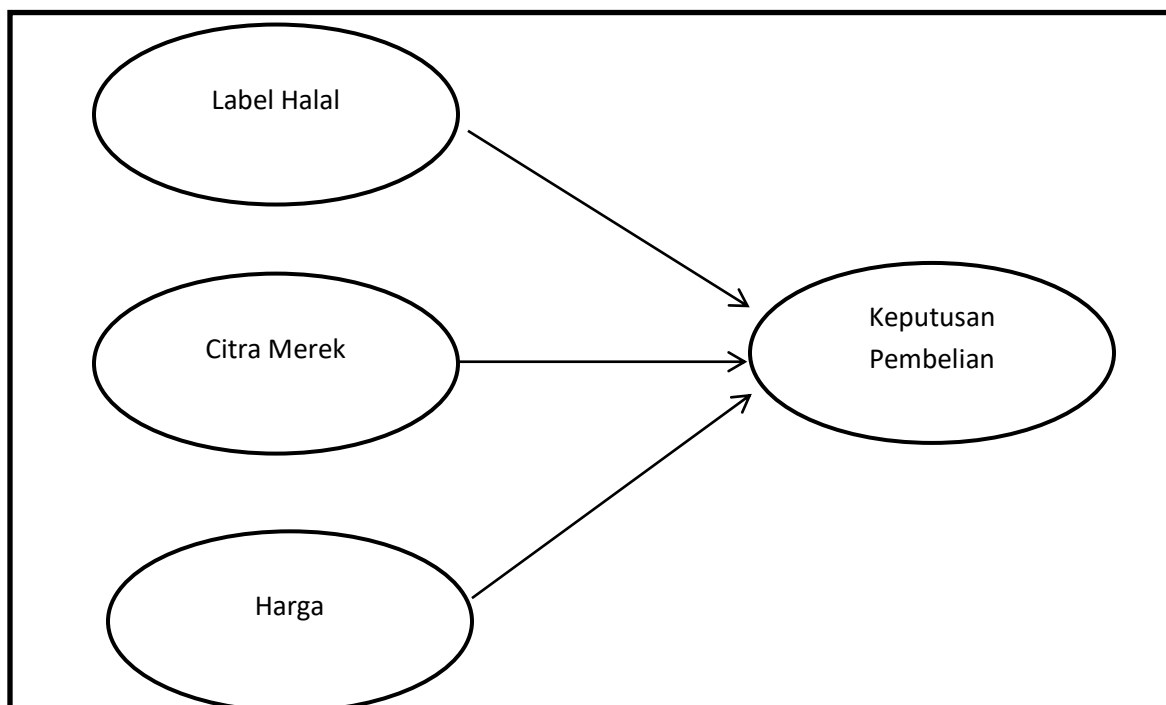 Label Halal
Citra Merek
Keputusan
Pembelian
Harga